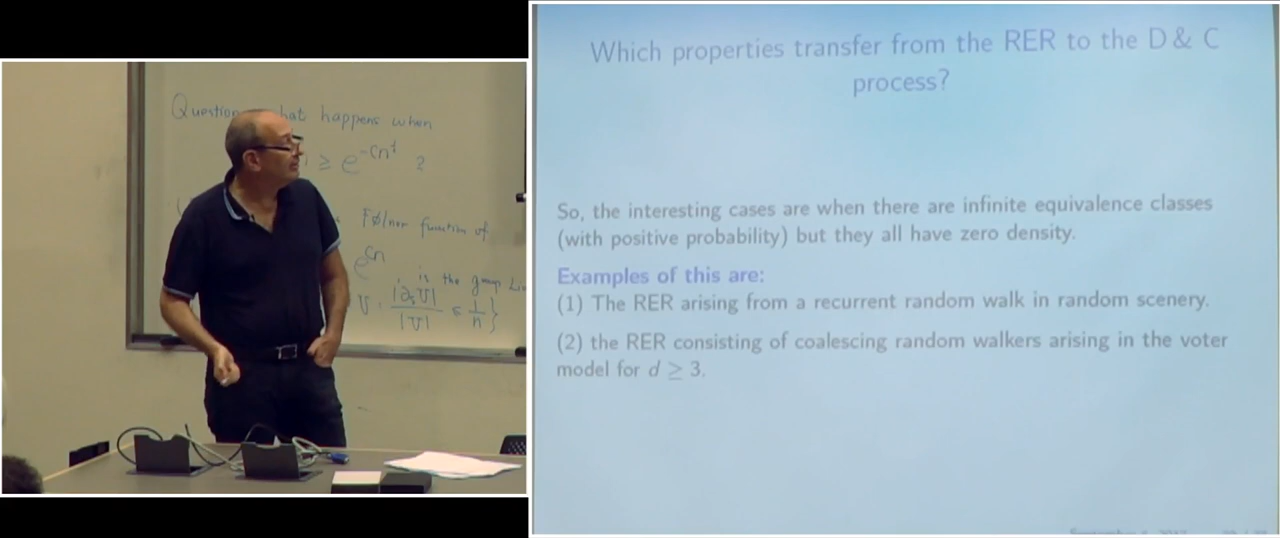 Question hat happens when
≥ e^{-Cn^{1}} ?
Følner function of
e^{Cn}
is the group
V : |∂_s V| / |V| ≤ 1/n }
Which properties transfer from the RER to the D & C
process?
So, the interesting cases are when there are infinite equivalence classes
(with positive probability) but they all have zero density.
Examples of this are:
(1) The RER arising from a recurrent random walk in random scenery.
(2) the RER consisting of coalescing random walkers arising in the voter
model for d ≥ 3.